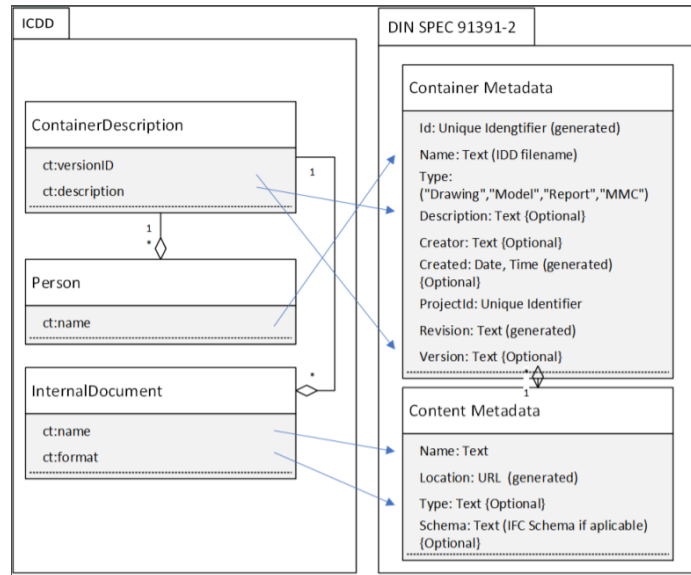 ICDD
ContainerDescription
ct:versionID
ct:description
1
1
*
Person
ct:name
*
InternalDocument
ct:name
ct:format
DIN SPEC 91391-2
Container Metadata
Id: Unique Idengtifier (generated)
Name: Text (IDD filename)
Type:
("Drawing","Model","Report","MMC")
Description: Text {Optional}
Creator: Text {Optional}
Created: Date, Time (generated)
{Optional}
ProjectId: Unique Identifier
Revision: Text (generated)
Version: Text {Optional}
*
1
Content Metadata
Name: Text
Location: URL (generated)
Type: Text {Optional}
Schema: Text (IFC Schema if aplicable)
{Optional}